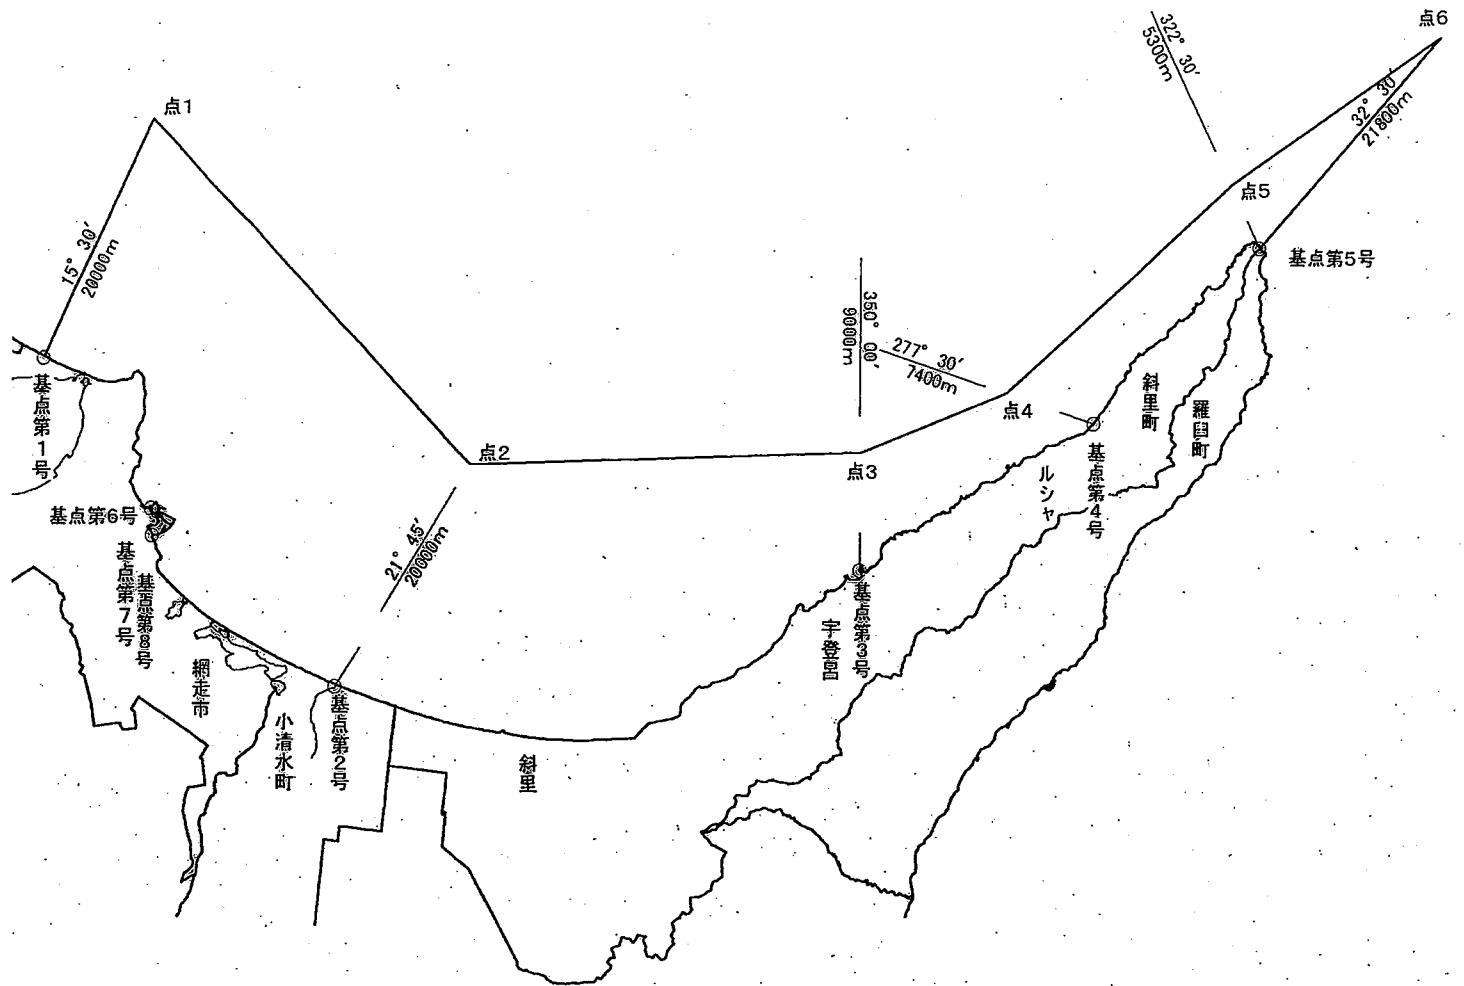 点6
322° 30′
5300m
点1
32° 30′
21800m
点5
15° 30′
20000m
基点第5号
350° 00′
9000m
277° 30′
7400m
点4
基点第1号
斜里町
羅臼町
点2
点3
基点第4号
ルシャ
基点第6号
21° 45′
20000m
基点第7号
基点第8号
基点第3号
宇登呂
網走市
小清水町
基点第2号
斜里